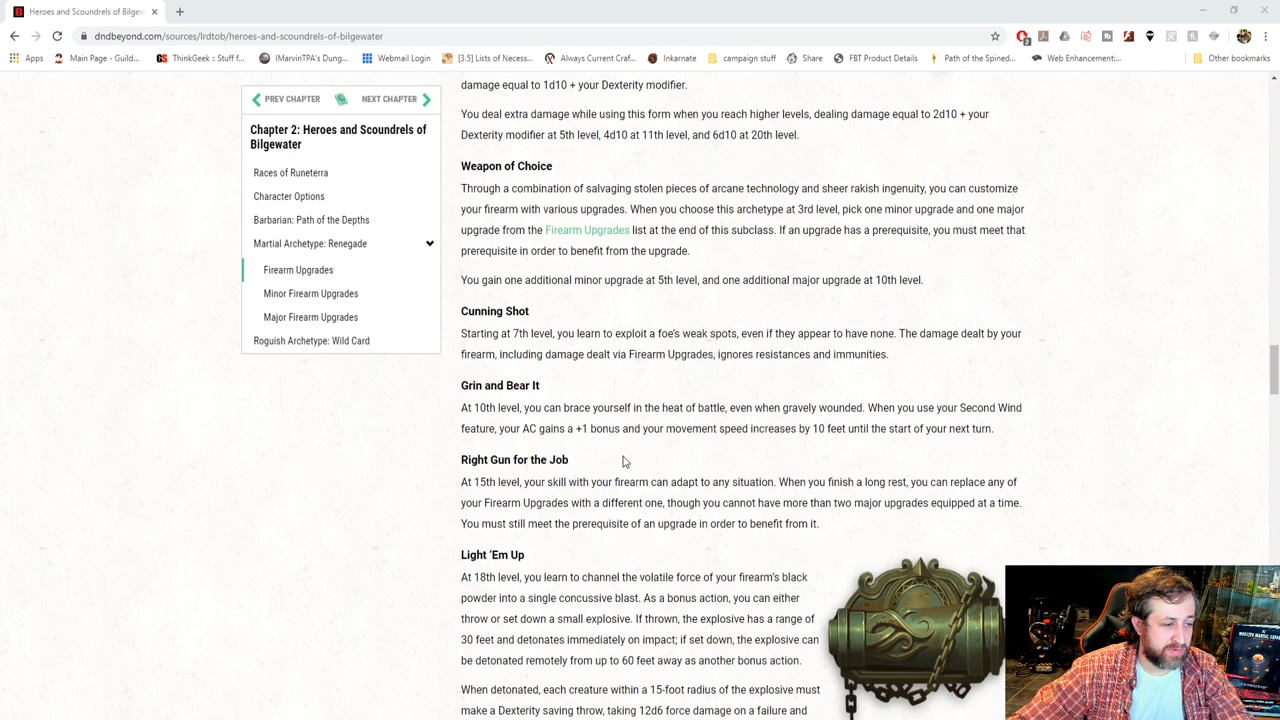 Heroes and Scoundrels of Bilgew
dndbeyond.com/sources/lrdtob/heroes-and-scoundrels-of-bilgewater
Apps
Main Page - Guild...
ThinkGeek :: Stuff f...
IMarvinTPA's Dung...
Webmail Login
[3.5] Lists of Necess...
Always Current Craf...
Inkarnate
campaign stuff
Share
FBT Product Details
Path of the Spined...
Web Enhancement:...
Other bookmarks
PREV CHAPTER
NEXT CHAPTER
Chapter 2: Heroes and Scoundrels of
Bilgewater
Races of Runeterra
Character Options
Barbarian: Path of the Depths
Martial Archetype: Renegade
Firearm Upgrades
Minor Firearm Upgrades
Major Firearm Upgrades
Roguish Archetype: Wild Card
damage equal to 1d10 + your Dexterity modifier.
You deal extra damage while using this form when you reach higher levels, dealing damage equal to 2d10 + your
Dexterity modifier at 5th level, 4d10 at 11th level, and 6d10 at 20th level.
Weapon of Choice
Through a combination of salvaging stolen pieces of arcane technology and sheer rakish ingenuity, you can customize
your firearm with various upgrades. When you choose this archetype at 3rd level, pick one minor upgrade and one major
upgrade from the Firearm Upgrades list at the end of this subclass. If an upgrade has a prerequisite, you must meet that
prerequisite in order to benefit from the upgrade.
You gain one additional minor upgrade at 5th level, and one additional major upgrade at 10th level.
Cunning Shot
Starting at 7th level, you learn to exploit a foe's weak spots, even if they appear to have none. The damage dealt by your
firearm, including damage dealt via Firearm Upgrades, ignores resistances and immunities.
Grin and Bear It
At 10th level, you can brace yourself in the heat of battle, even when gravely wounded. When you use your Second Wind
feature, your AC gains a +1 bonus and your movement speed increases by 10 feet until the start of your next turn.
Right Gun for the Job
At 15th level, your skill with your firearm can adapt to any situation. When you finish a long rest, you can replace any of
your Firearm Upgrades with a different one, though you cannot have more than two major upgrades equipped at a time.
You must still meet the prerequisite of an upgrade in order to benefit from it.
Light 'Em Up
At 18th level, you learn to channel the volatile force of your firearm's black
powder into a single concussive blast. As a bonus action, you can either
throw or set down a small explosive. If thrown, the explosive has a range of
30 feet and detonates immediately on impact; if set down, the explosive can
be detonated remotely from up to 60 feet away as another bonus action.
When detonated, each creature within a 15-foot radius of the explosive must
make a Dexterity saving throw, taking 12d6 force damage on a failure and